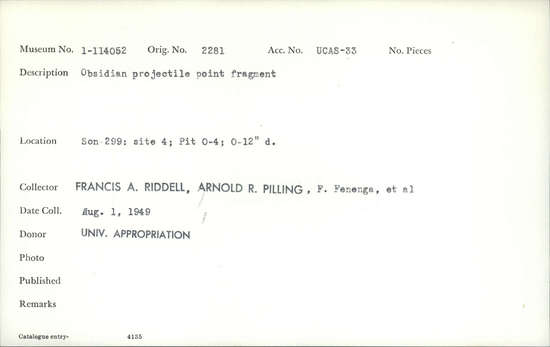 Museum No. 1-114052 Orig. No. 2281 Acc. No. UCAS-33 No. Pieces
Description Obsidian projectile point fragment
Location Son-299: site 4; Pit O-4; 0-12" d.
Collector FRANCIS A. RIDDELL, ARNOLD R. PILLING, F. Fenenga, et al
Date Coll. Aug. 1, 1949
Donor UNIV. APPROPRIATION
Photo
Published
Remarks
Catalogue entry- 4135